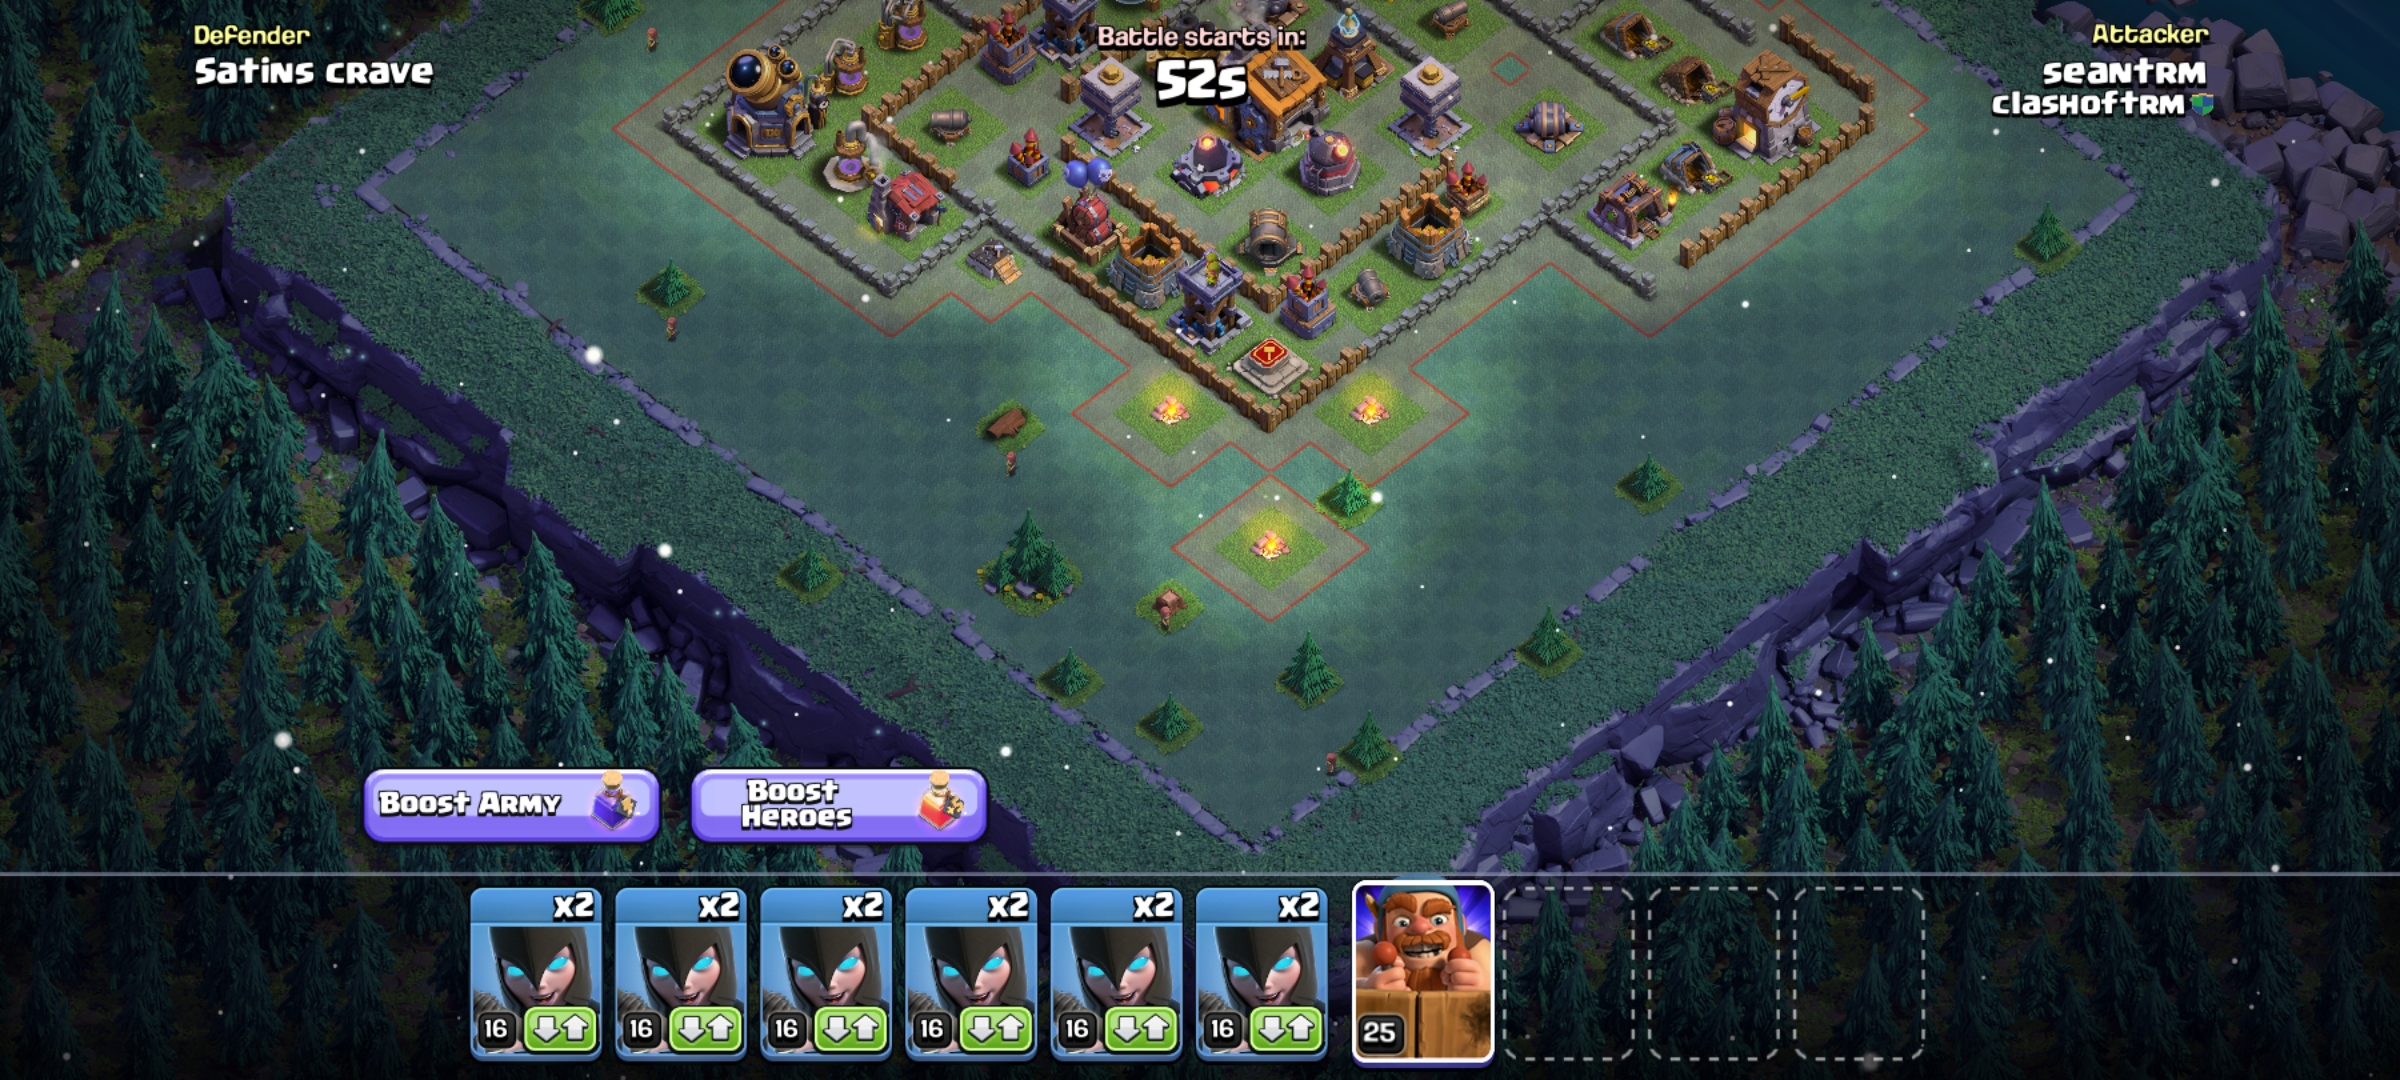 Defender
Satins crave
Battle starts in:
52s
Attacker
seantRM
clashoftRM
Boost Army
Boost
Heroes
x2
x2
x2
x2
x2
x2
16
16
16
16
16
16
25